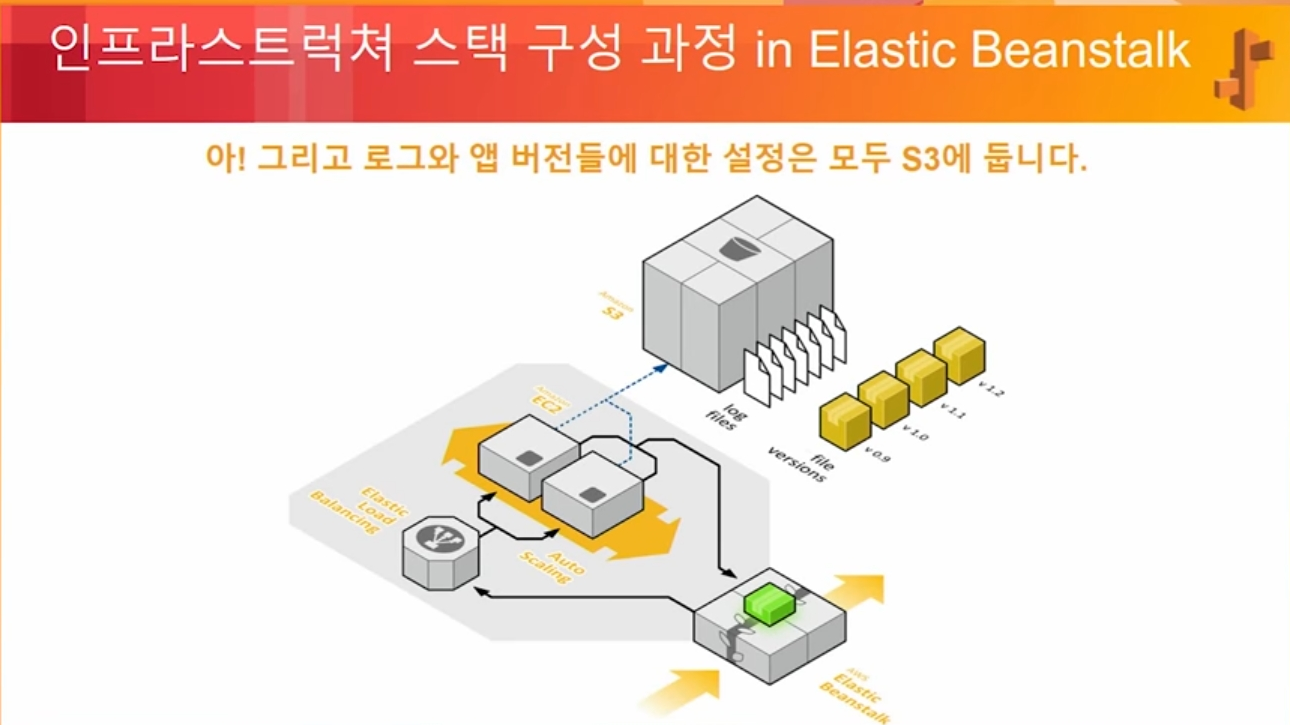 인프라스트럭쳐 스택 구성 과정 in Elastic Beanstalk
아! 그리고 로그와 앱 버전들에 대한 설정은 모두 S3에 둡니다.
Amazon
S3
log
files
file
versions
v 0.9
v 1.0
v 1.1
v 1.2
Amazon
EC2
Elastic
Load
Balancing
Auto
Scaling
AWS
Elastic
Beanstalk